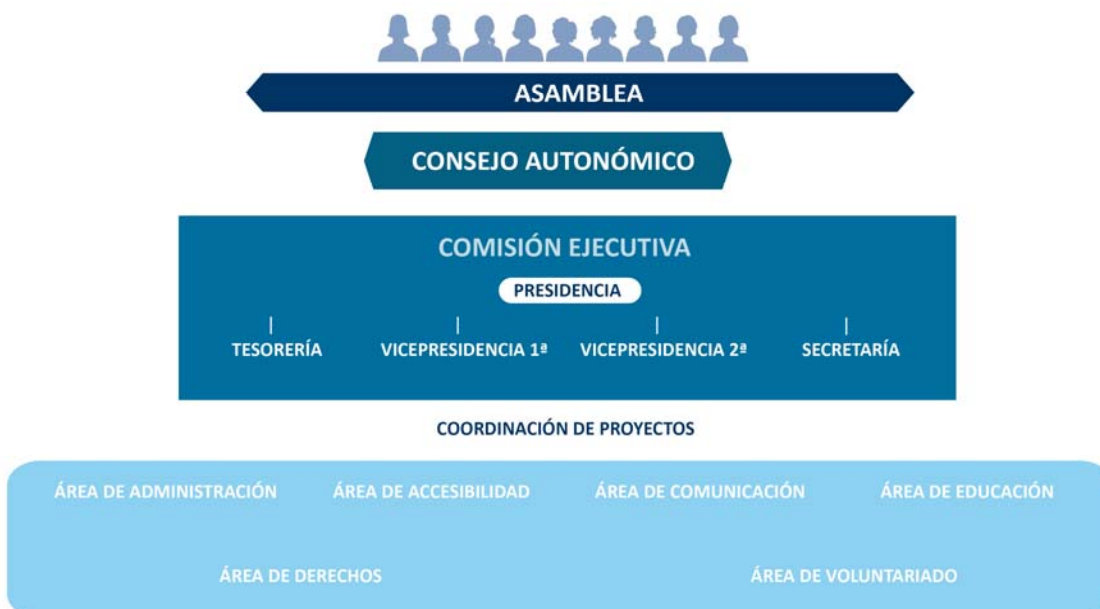 ASAMBLEA
CONSEJO AUTONÓMICO
COMISIÓN EJECUTIVA
PRESIDENCIA
TESORERÍA VICEPRESIDENCIA 1ª VICEPRESIDENCIA 2ª SECRETARÍA
COORDINACIÓN DE PROYECTOS
ÁREA DE ADMINISTRACIÓN ÁREA DE ACCESIBILIDAD ÁREA DE COMUNICACIÓN ÁREA DE EDUCACIÓN
ÁREA DE DERECHOS ÁREA DE VOLUNTARIADO